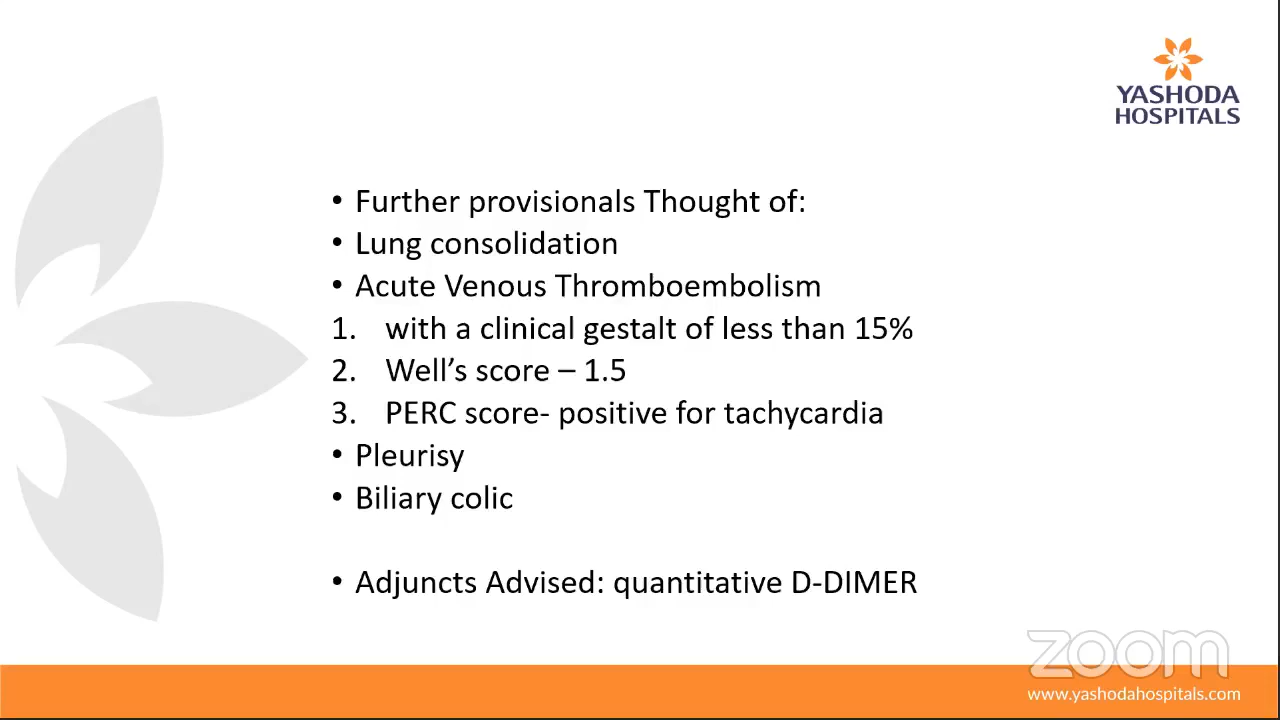 YASHODA
HOSPITALS
• Further provisionals Thought of:
• Lung consolidation
• Acute Venous Thromboembolism
1. with a clinical gestalt of less than 15%
2. Well’s score – 1.5
3. PERC score- positive for tachycardia
• Pleurisy
• Biliary colic
• Adjuncts Advised: quantitative D-DIMER
zoom
www.yashodahospitals.com